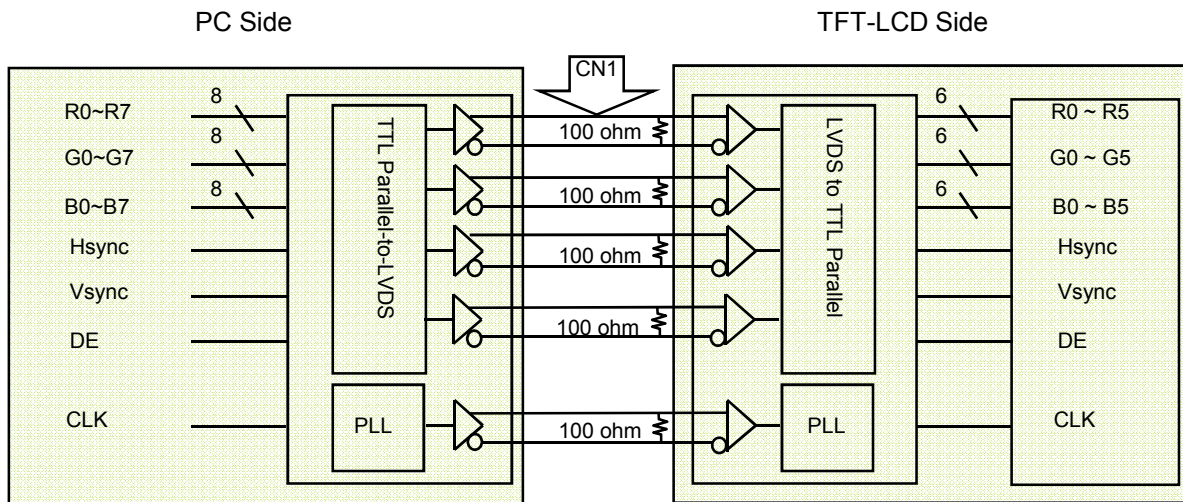 PC Side
TFT-LCD Side
CN1
R0~R7
8
G0~G7
8
B0~B7
8
Hsync
Vsync
DE
CLK
TTL Parallel-to-LVDS
PLL
100 ohm
100 ohm
100 ohm
100 ohm
100 ohm
LVDS to TTL Parallel
PLL
6
R0 ~ R5
6
G0 ~ G5
6
B0 ~ B5
Hsync
Vsync
DE
CLK